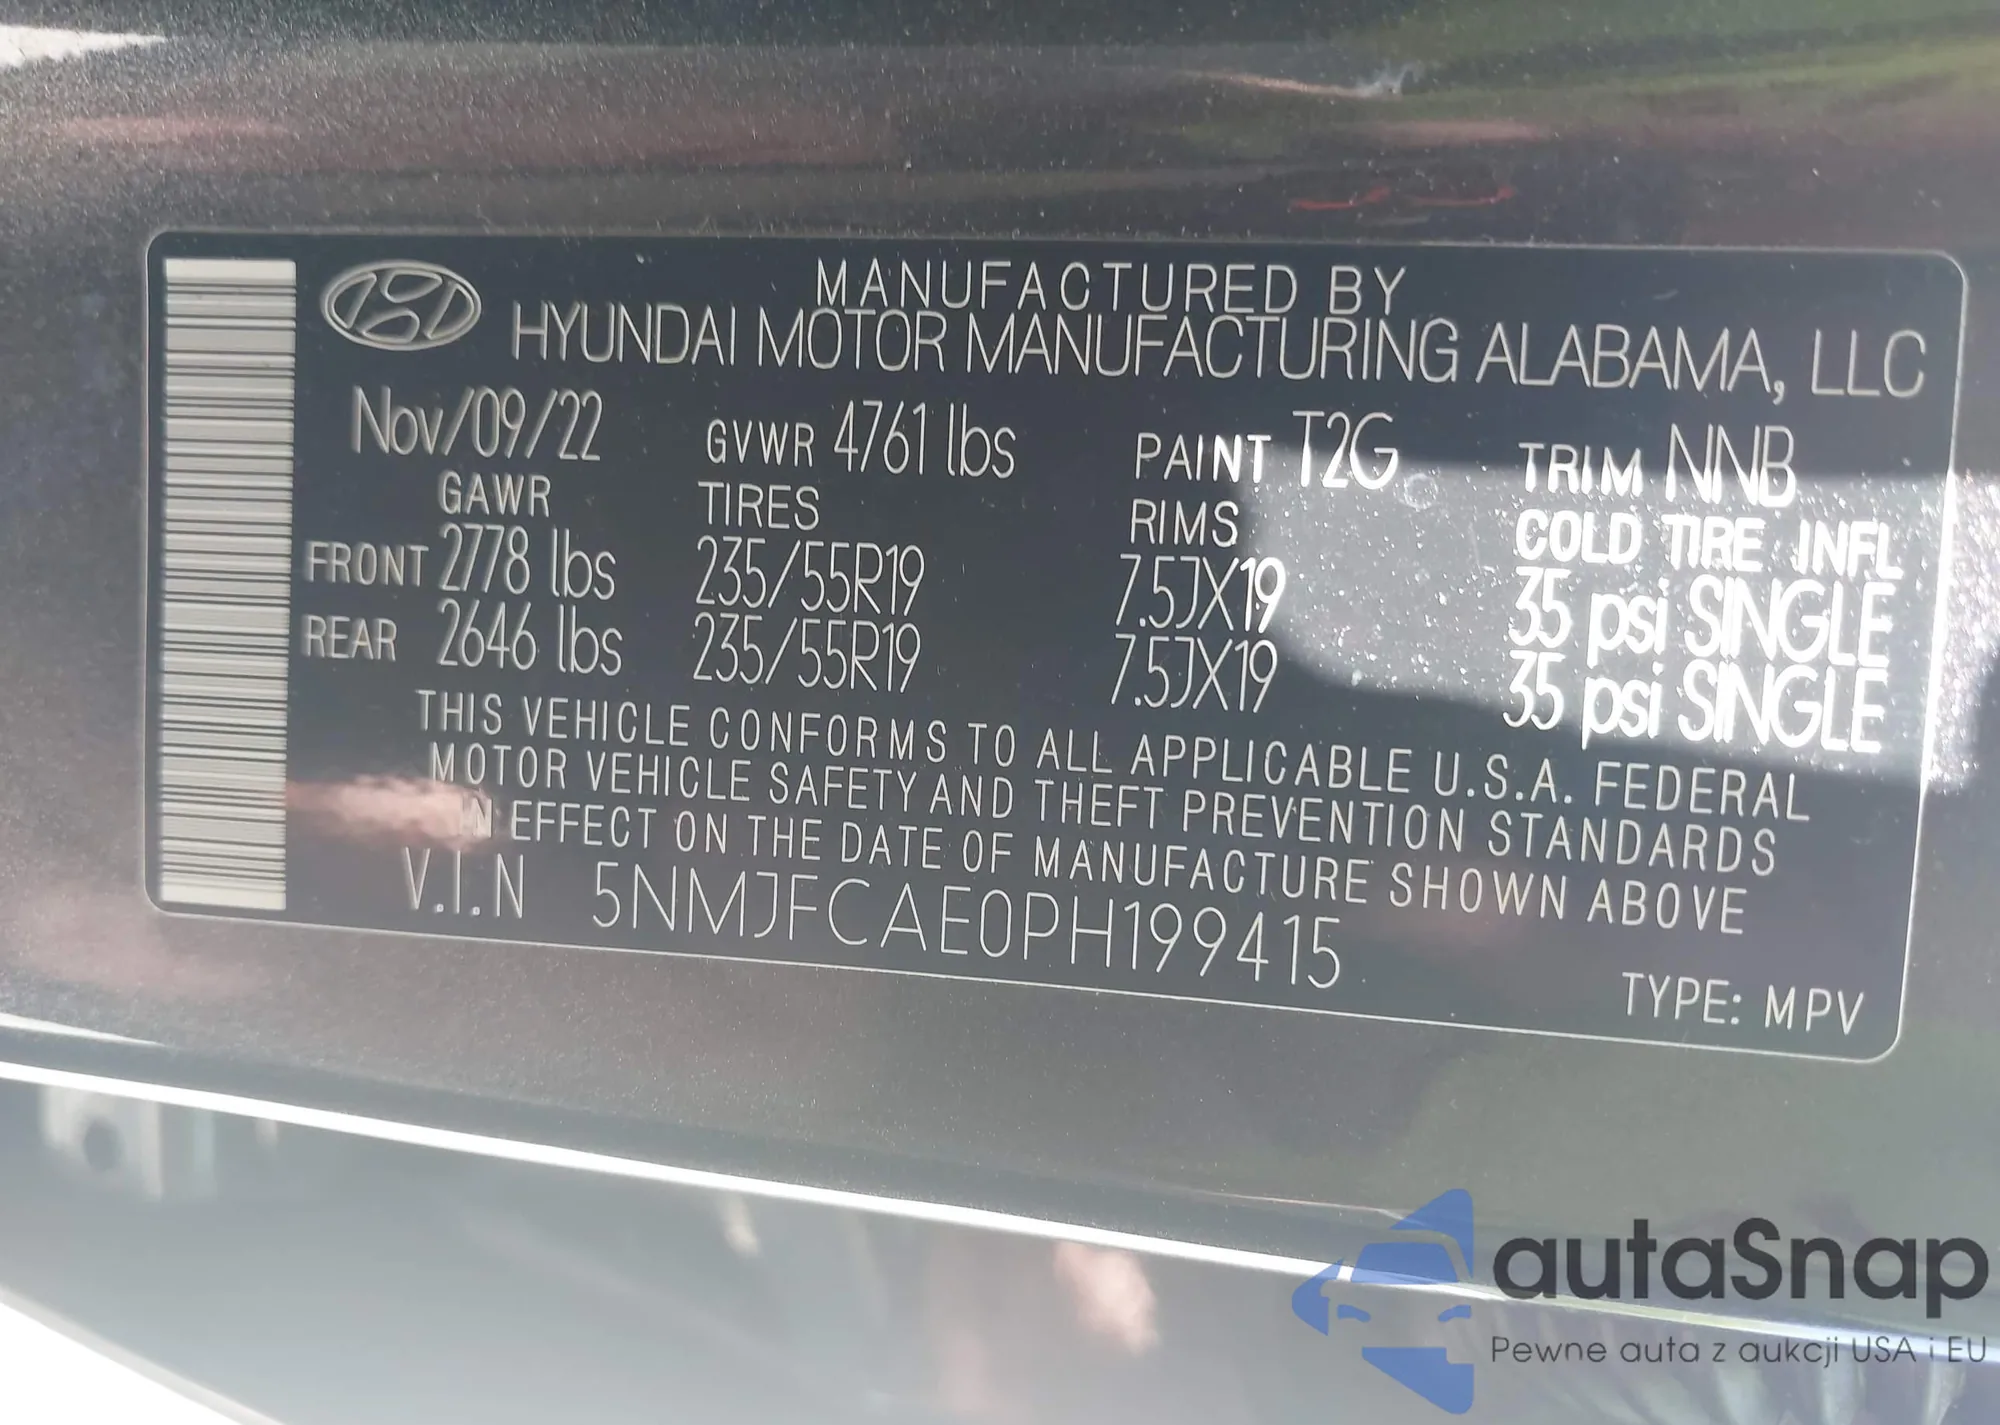 MANUFACTURED BY
HYUNDAI MOTOR MANUFACTURING ALABAMA, LLC
Nov/09/22 GVWR 4761 lbs PAINT T2G TRIM NNB
GAWR TIRES RIMS COLD TIRE INFL
FRONT 2778 lbs 235/55R19 7.5JX19 35 psi SINGLE
REAR 2646 lbs 235/55R19 7.5JX19 35 psi SINGLE
THIS VEHICLE CONFORMS TO ALL APPLICABLE U.S.A. FEDERAL
MOTOR VEHICLE SAFETY AND THEFT PREVENTION STANDARDS
IN EFFECT ON THE DATE OF MANUFACTURE SHOWN ABOVE
V.I.N 5NMJFCAE0PH199415
TYPE: MPV
autaSnap
Pewne auta z aukcji USA i EU